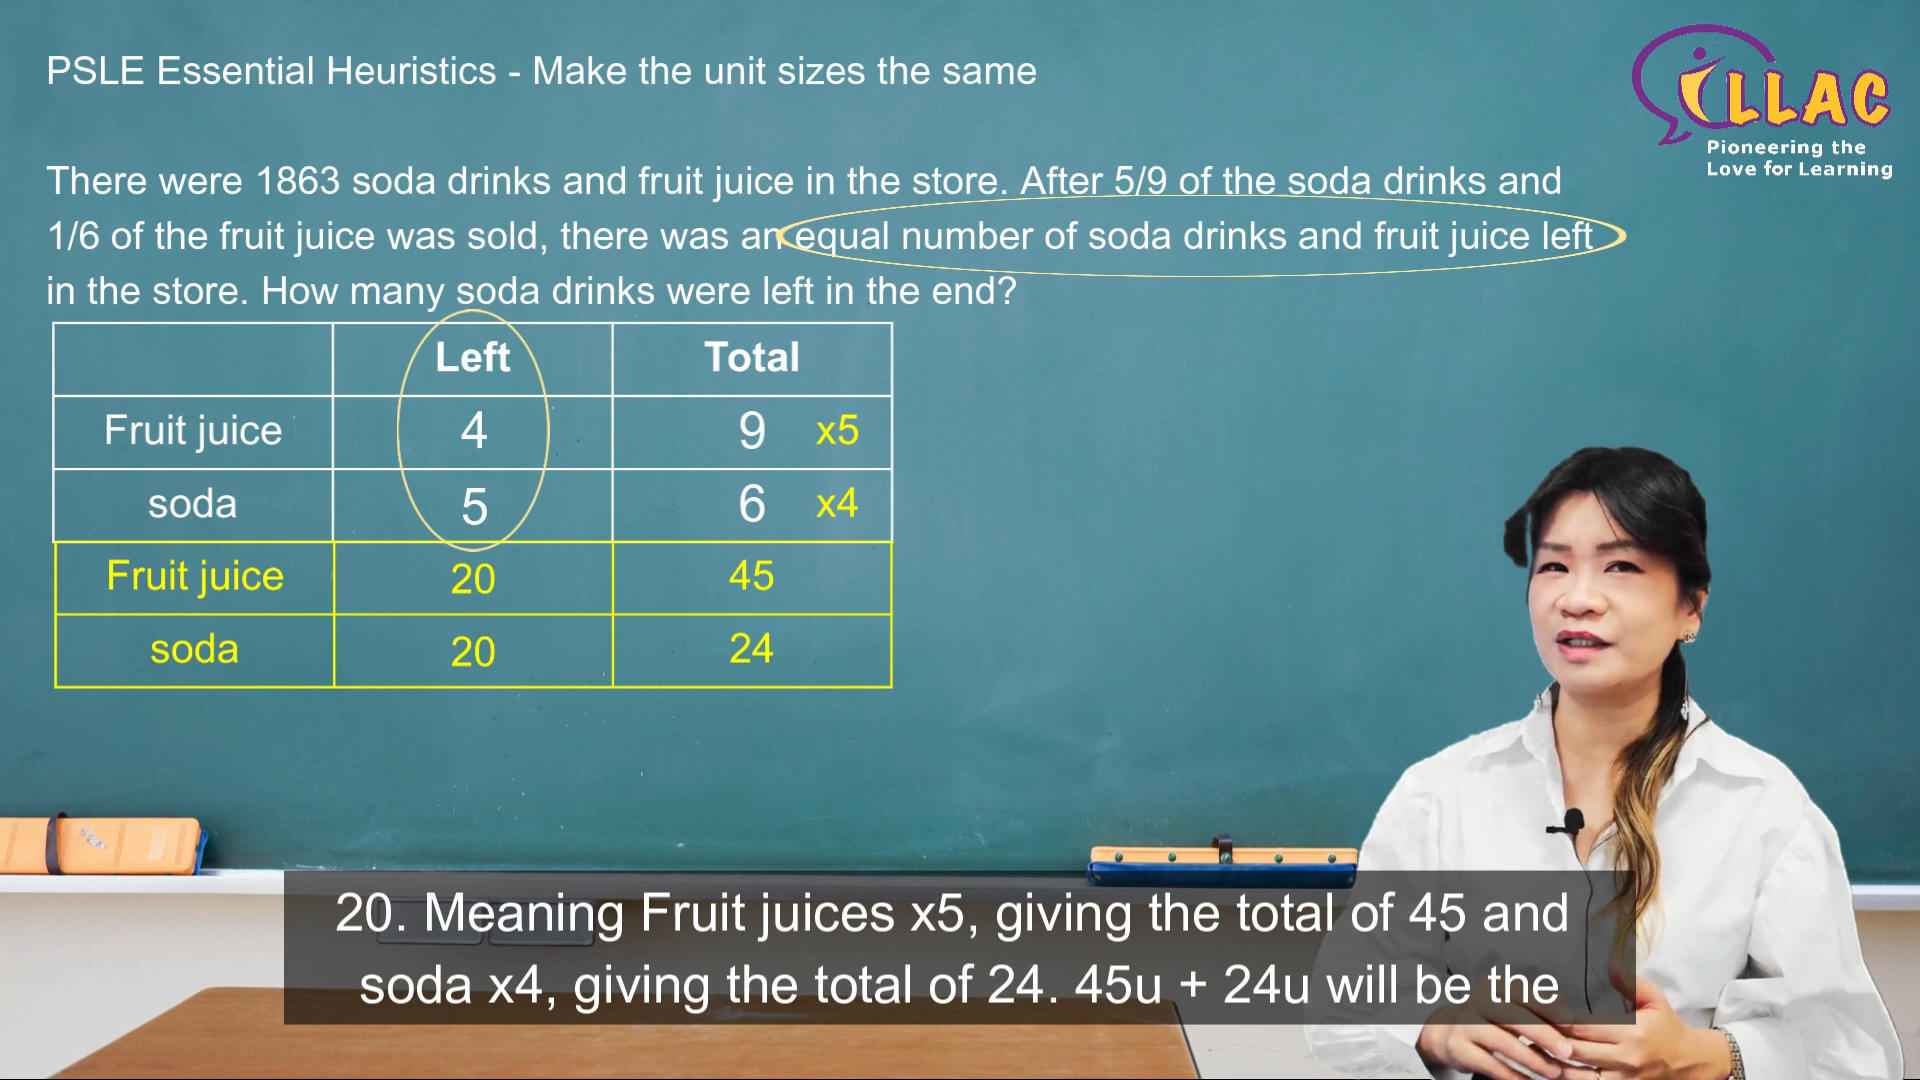 PSLE Essential Heuristics - Make the unit sizes the same
iLLAC
Pioneering the
Love for Learning
There were 1863 soda drinks and fruit juice in the store. After 5/9 of the soda drinks and
1/6 of the fruit juice was sold, there was an equal number of soda drinks and fruit juice left
in the store. How many soda drinks were left in the end?
Left Total
Fruit juice 4 9 x5
soda 5 6 x4
Fruit juice 20 45
soda 20 24
20. Meaning Fruit juices x5, giving the total of 45 and
soda x4, giving the total of 24. 45u + 24u will be the